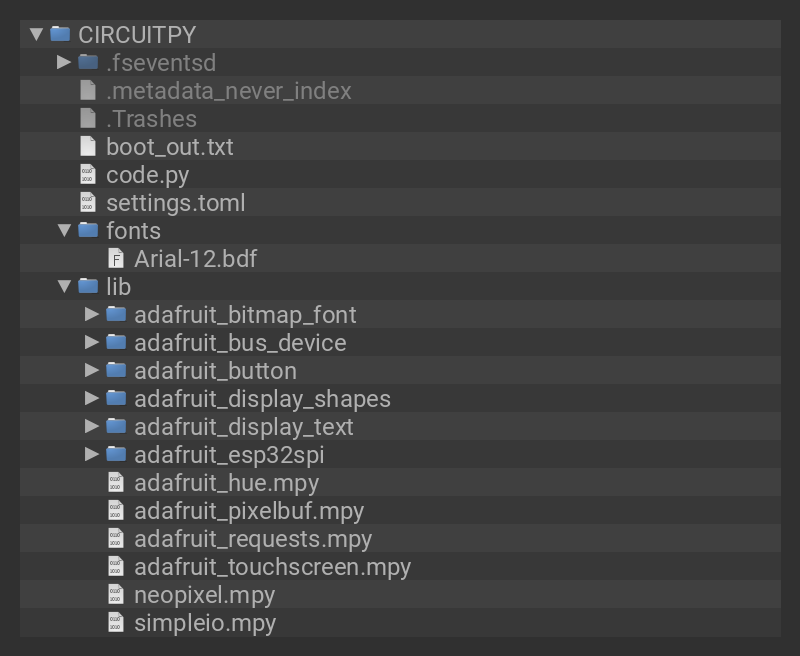 CIRCUITPY
.fseventsd
.metadata_never_index
.Trashes
boot_out.txt
code.py
settings.toml
fonts
Arial-12.bdf
lib
adafruit_bitmap_font
adafruit_bus_device
adafruit_button
adafruit_display_shapes
adafruit_display_text
adafruit_esp32spi
adafruit_hue.mpy
adafruit_pixelbuf.mpy
adafruit_requests.mpy
adafruit_touchscreen.mpy
neopixel.mpy
simpleio.mpy